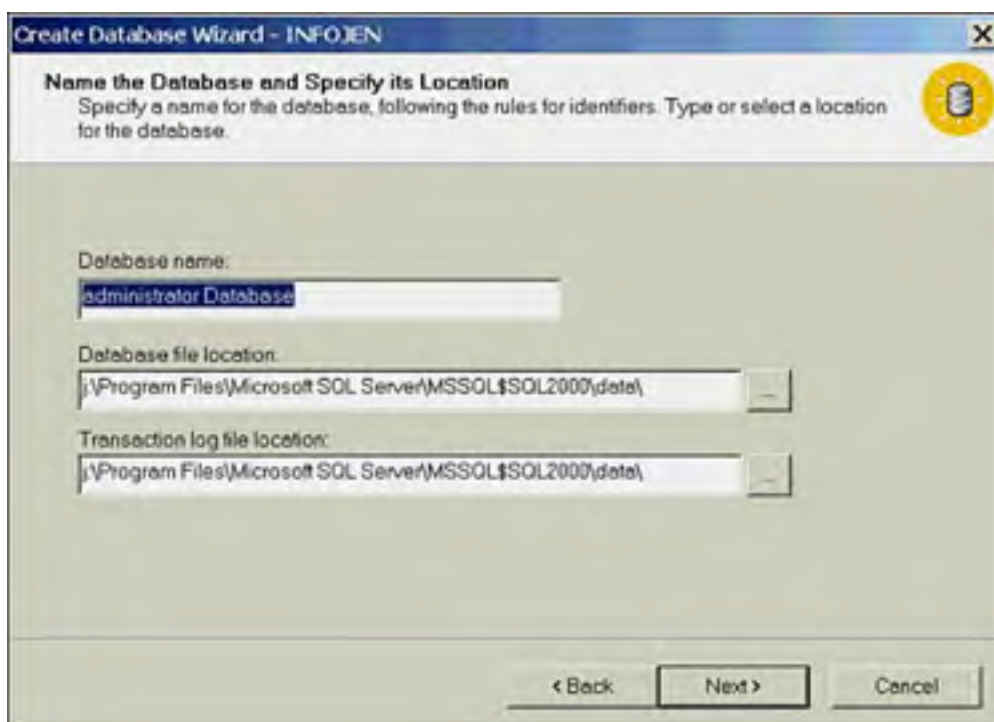 Create Database Wizard - INFOJEN
Name the Database and Specify its Location
Specify a name for the database, following the rules for identifiers. Type or select a location
for the database.
Database name:
administrator Database
Database file location:
j:\Program Files\Microsoft SQL Server\MSSQL$SQL2000\data\
...
Transaction log file location:
j:\Program Files\Microsoft SQL Server\MSSQL$SQL2000\data\
...
< Back
Next >
Cancel